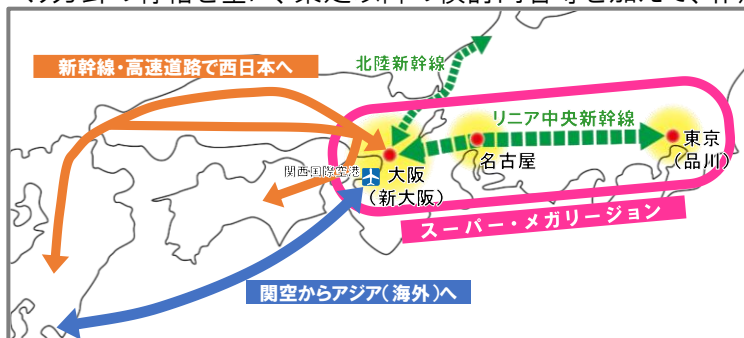 新幹線・高速道路で西日本へ
北陸新幹線
リニア中央新幹線
東京
(品川)
名古屋
関西国際空港
大阪
(新大阪)
スーパー・メガリージョン
関空からアジア(海外)へ